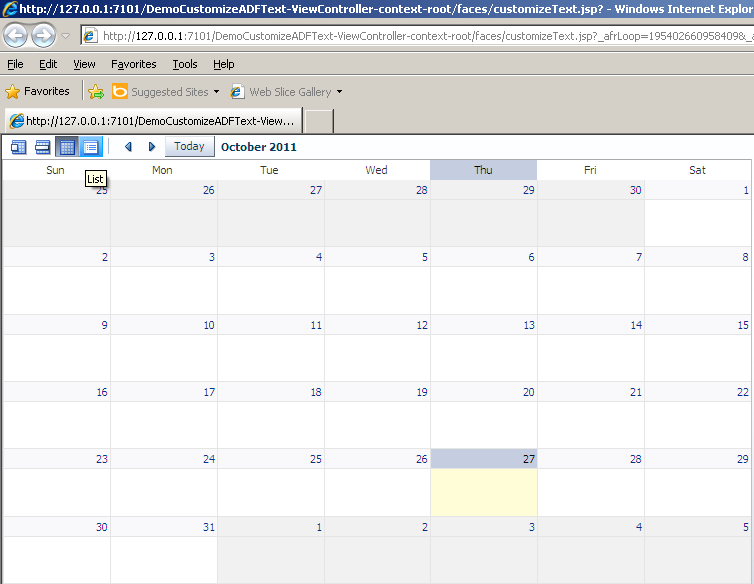 http://127.0.0.1:7101/DemoCustomizeADFText-ViewController-context-root/faces/customizeText.jsp? - Windows Internet Explor
http://127.0.0.1:7101/DemoCustomizeADFText-ViewController-context-root/faces/customizeText.jsp?_afrLoop=1954026609584098_a
File Edit View Favorites Tools Help
Favorites Suggested Sites Web Slice Gallery
http://127.0.0.1:7101/DemoCustomizeADFText-View...
Today October 2011
Sun Mon Tue Wed Thu Fri Sat
List
25 26 27 28 29 30 1
2 3 4 5 6 7 8
9 10 11 12 13 14 15
16 17 18 19 20 21 22
23 24 25 26 27 28 29
30 31 1 2 3 4 5